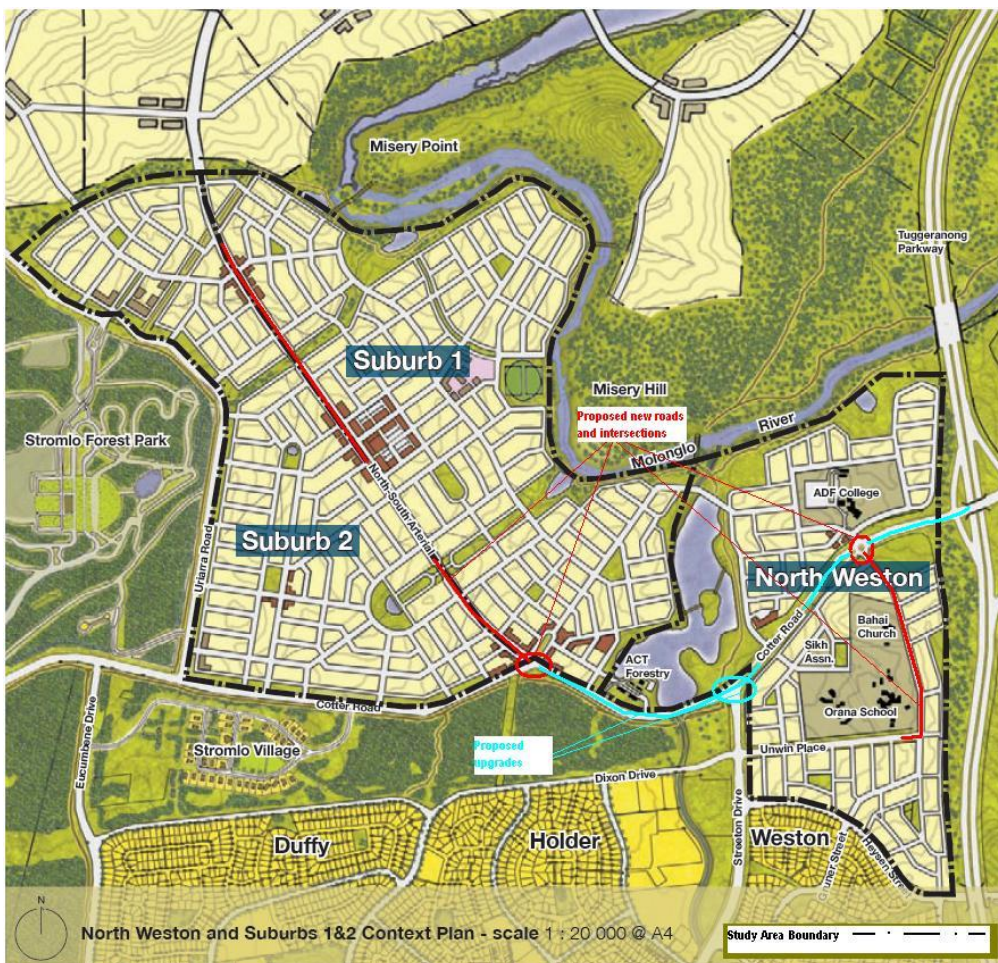 Misery Point
Tuggeranong
Parkway
Suburb 1
Misery Hill
Proposed new roads
and intersections
River
Molonglo
Stromlo Forest Park
ADF College
North-South Arterial
Suburb 2
Uriarra Road
North Weston
Bahai
Church
Cotter Road
Sikh
Assn.
ACT
Forestry
Orana School
Cotter Road
Eucumbene Drive
Stromlo Village
Proposed
upgrades
Unwin Place
Dixon Drive
Streeton Drive
Duffy
Holder
Weston
Gruner Street
Heysen Street
N
North Weston and Suburbs 1&2 Context Plan - scale 1 : 20 000 @ A4
Study Area Boundary